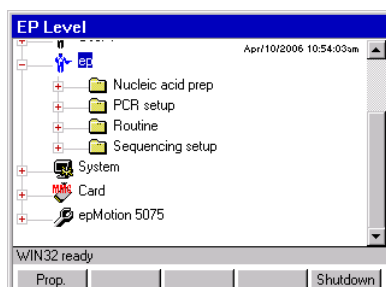 EP Level
Apr/10/2006 10:54:03am
ep
Nucleic acid prep
PCR setup
Routine
Sequencing setup
System
Card
epMotion 5075
WIN32 ready
Prop.
Shutdown